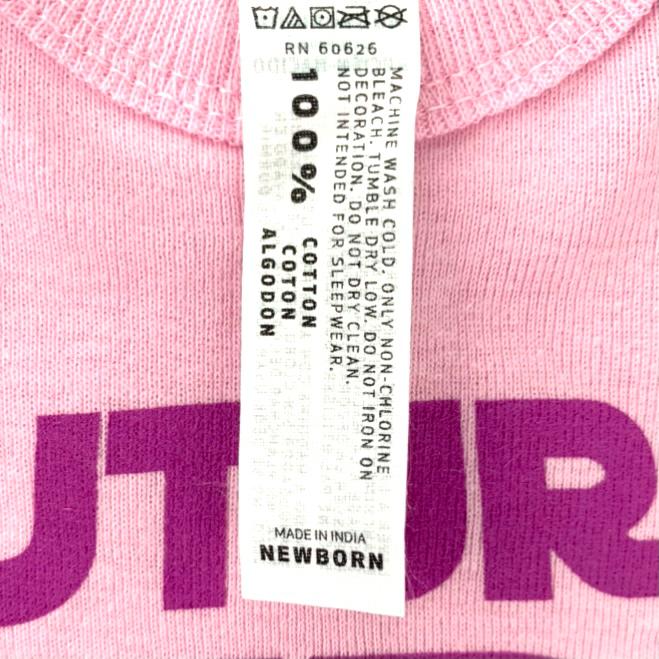 RN 60626
MACHINE WASH COLD. ONLY NON-CHLORINE
BLEACH. TUMBLE DRY LOW. DO NOT IRON ON
DECORATION. DO NOT DRY CLEAN.
NOT INTENDED FOR SLEEPWEAR.
100%
COTTON
COTON
ALGODON
MADE IN INDIA
NEWBORN
UTUR